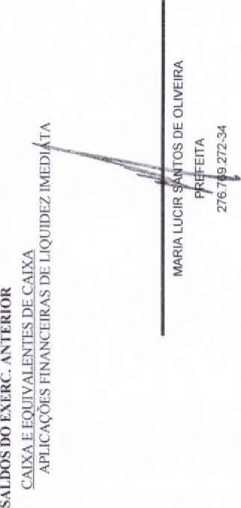 SALDOS DO EXERC. ANTERIOR
CAIXA E EQUIVALENTES DE CAIXA
APLICAÇÕES FINANCEIRAS DE LIQUIDEZ IMEDIATA
MARIA LUCIR SANTOS DE OLIVEIRA
PREFEITA
276.769.272-34